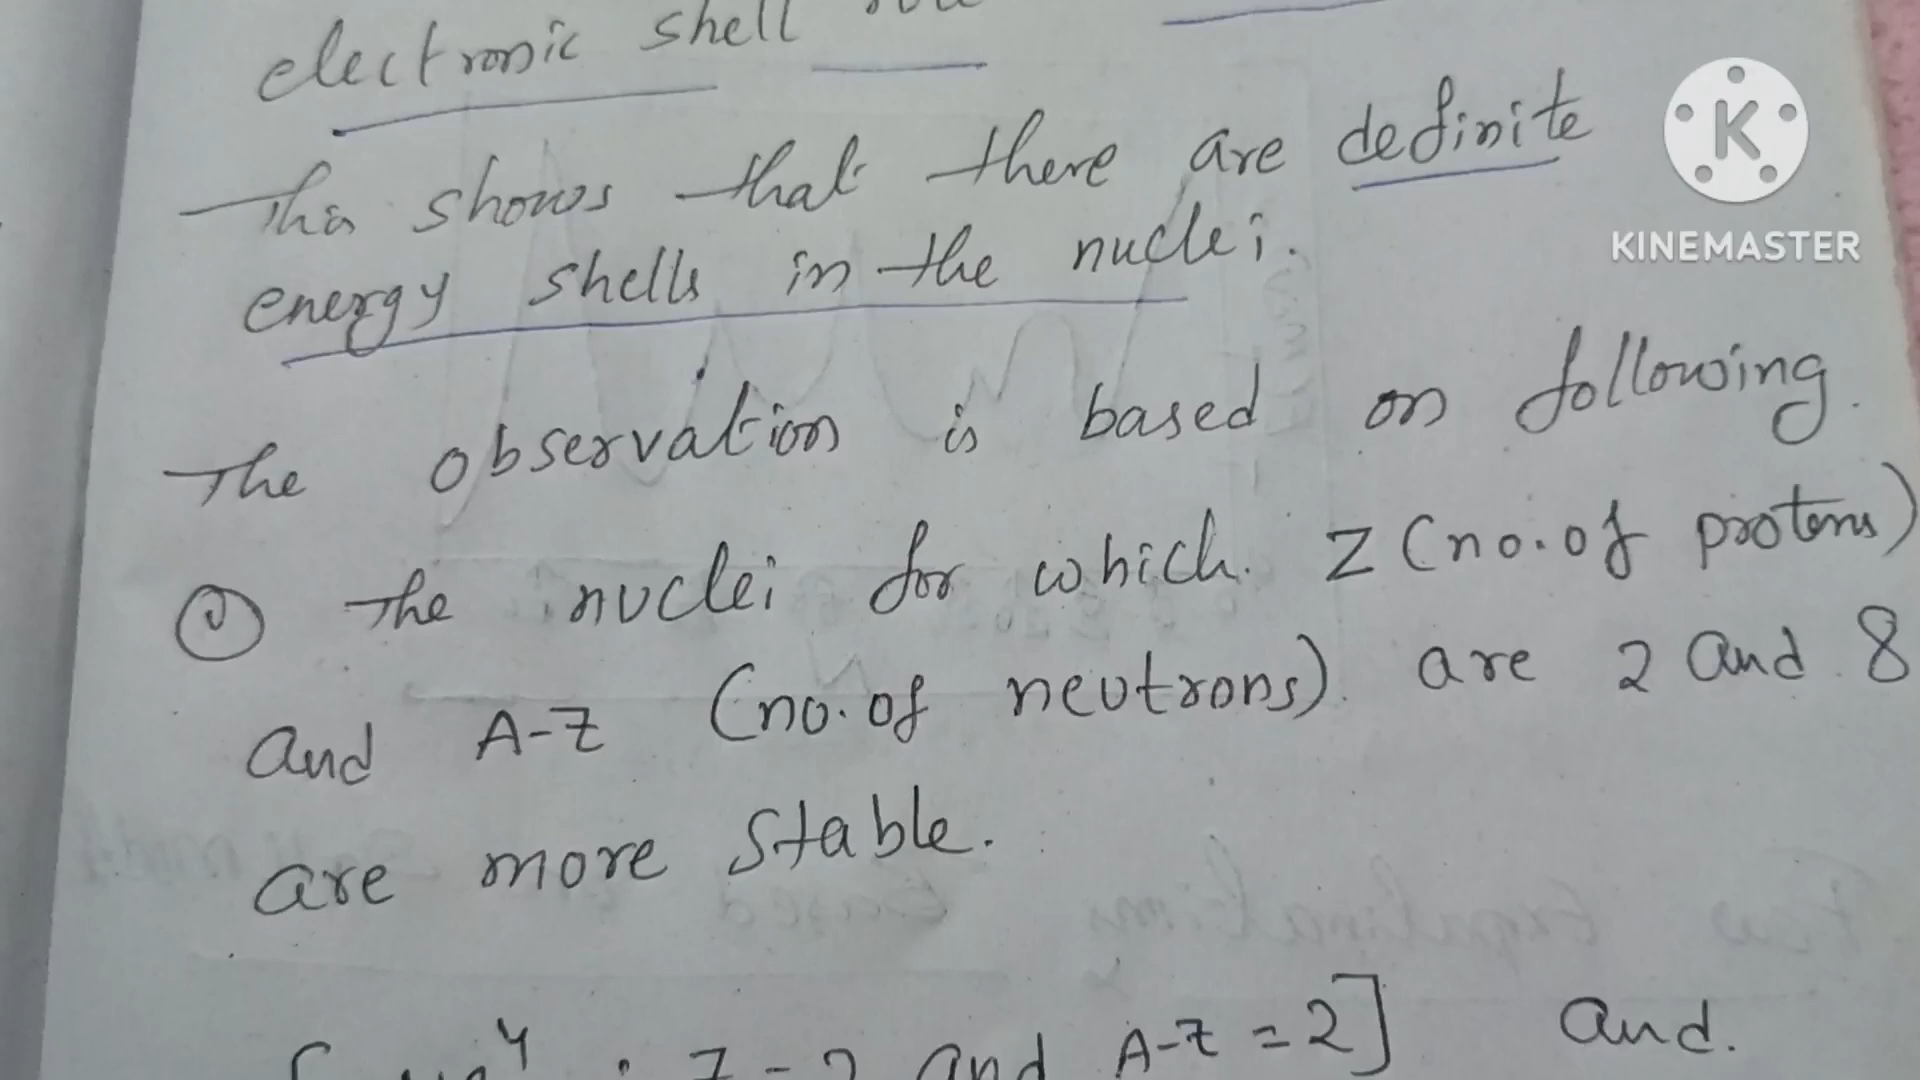 electronic shell
This shows that there are definite
energy shells in the nuclei.
The observation is based on following.
The nuclei for which. Z (no. of protons)
and A-Z (no. of neutrons). are 2 and 8
are more stable.
and A-Z = 2] and.
K
KINEMASTER